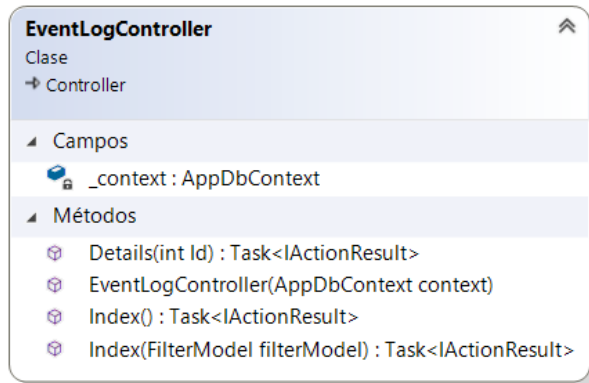 EventLogController
Clase
Controller
Campos
_context : AppDbContext
Métodos
Details(int Id) : Task<IActionResult>
EventLogController(AppDbContext context)
Index() : Task<IActionResult>
Index(FilterModel filterModel) : Task<IActionResult>